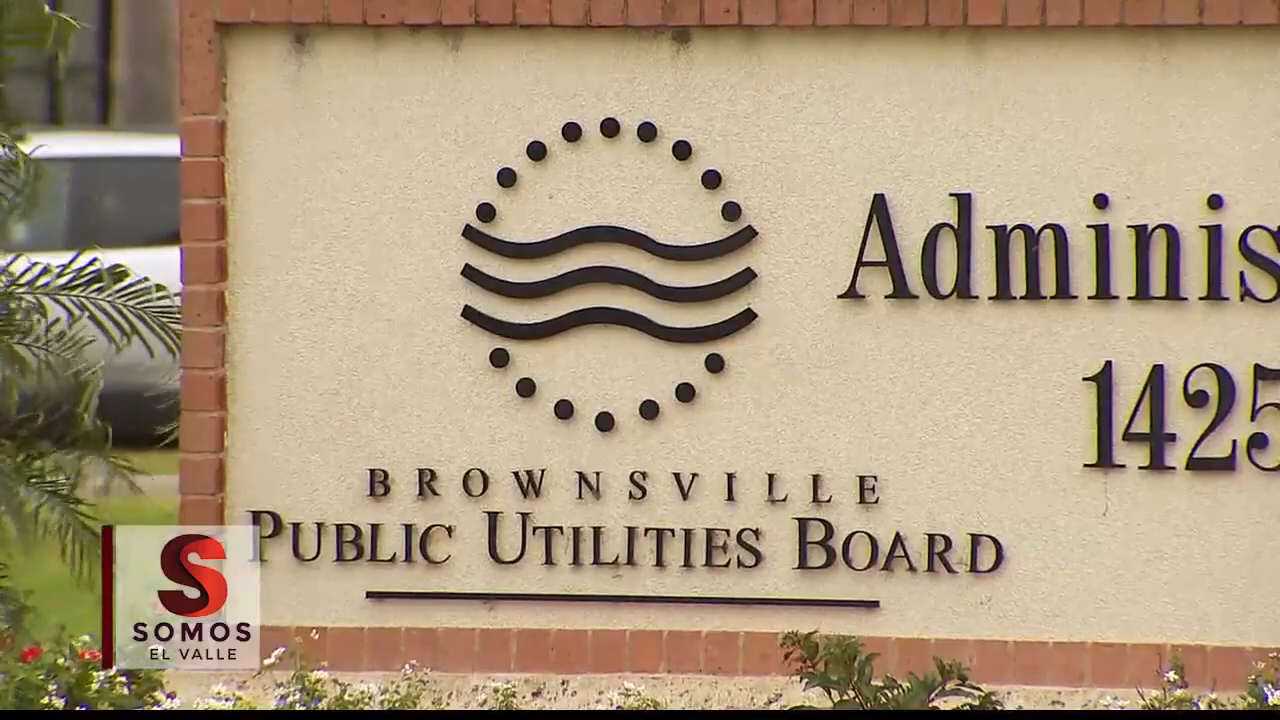 Adminis
1425
BROWNSVILLE
PUBLIC UTILITIES BOARD
S
SOMOS
EL VALLE